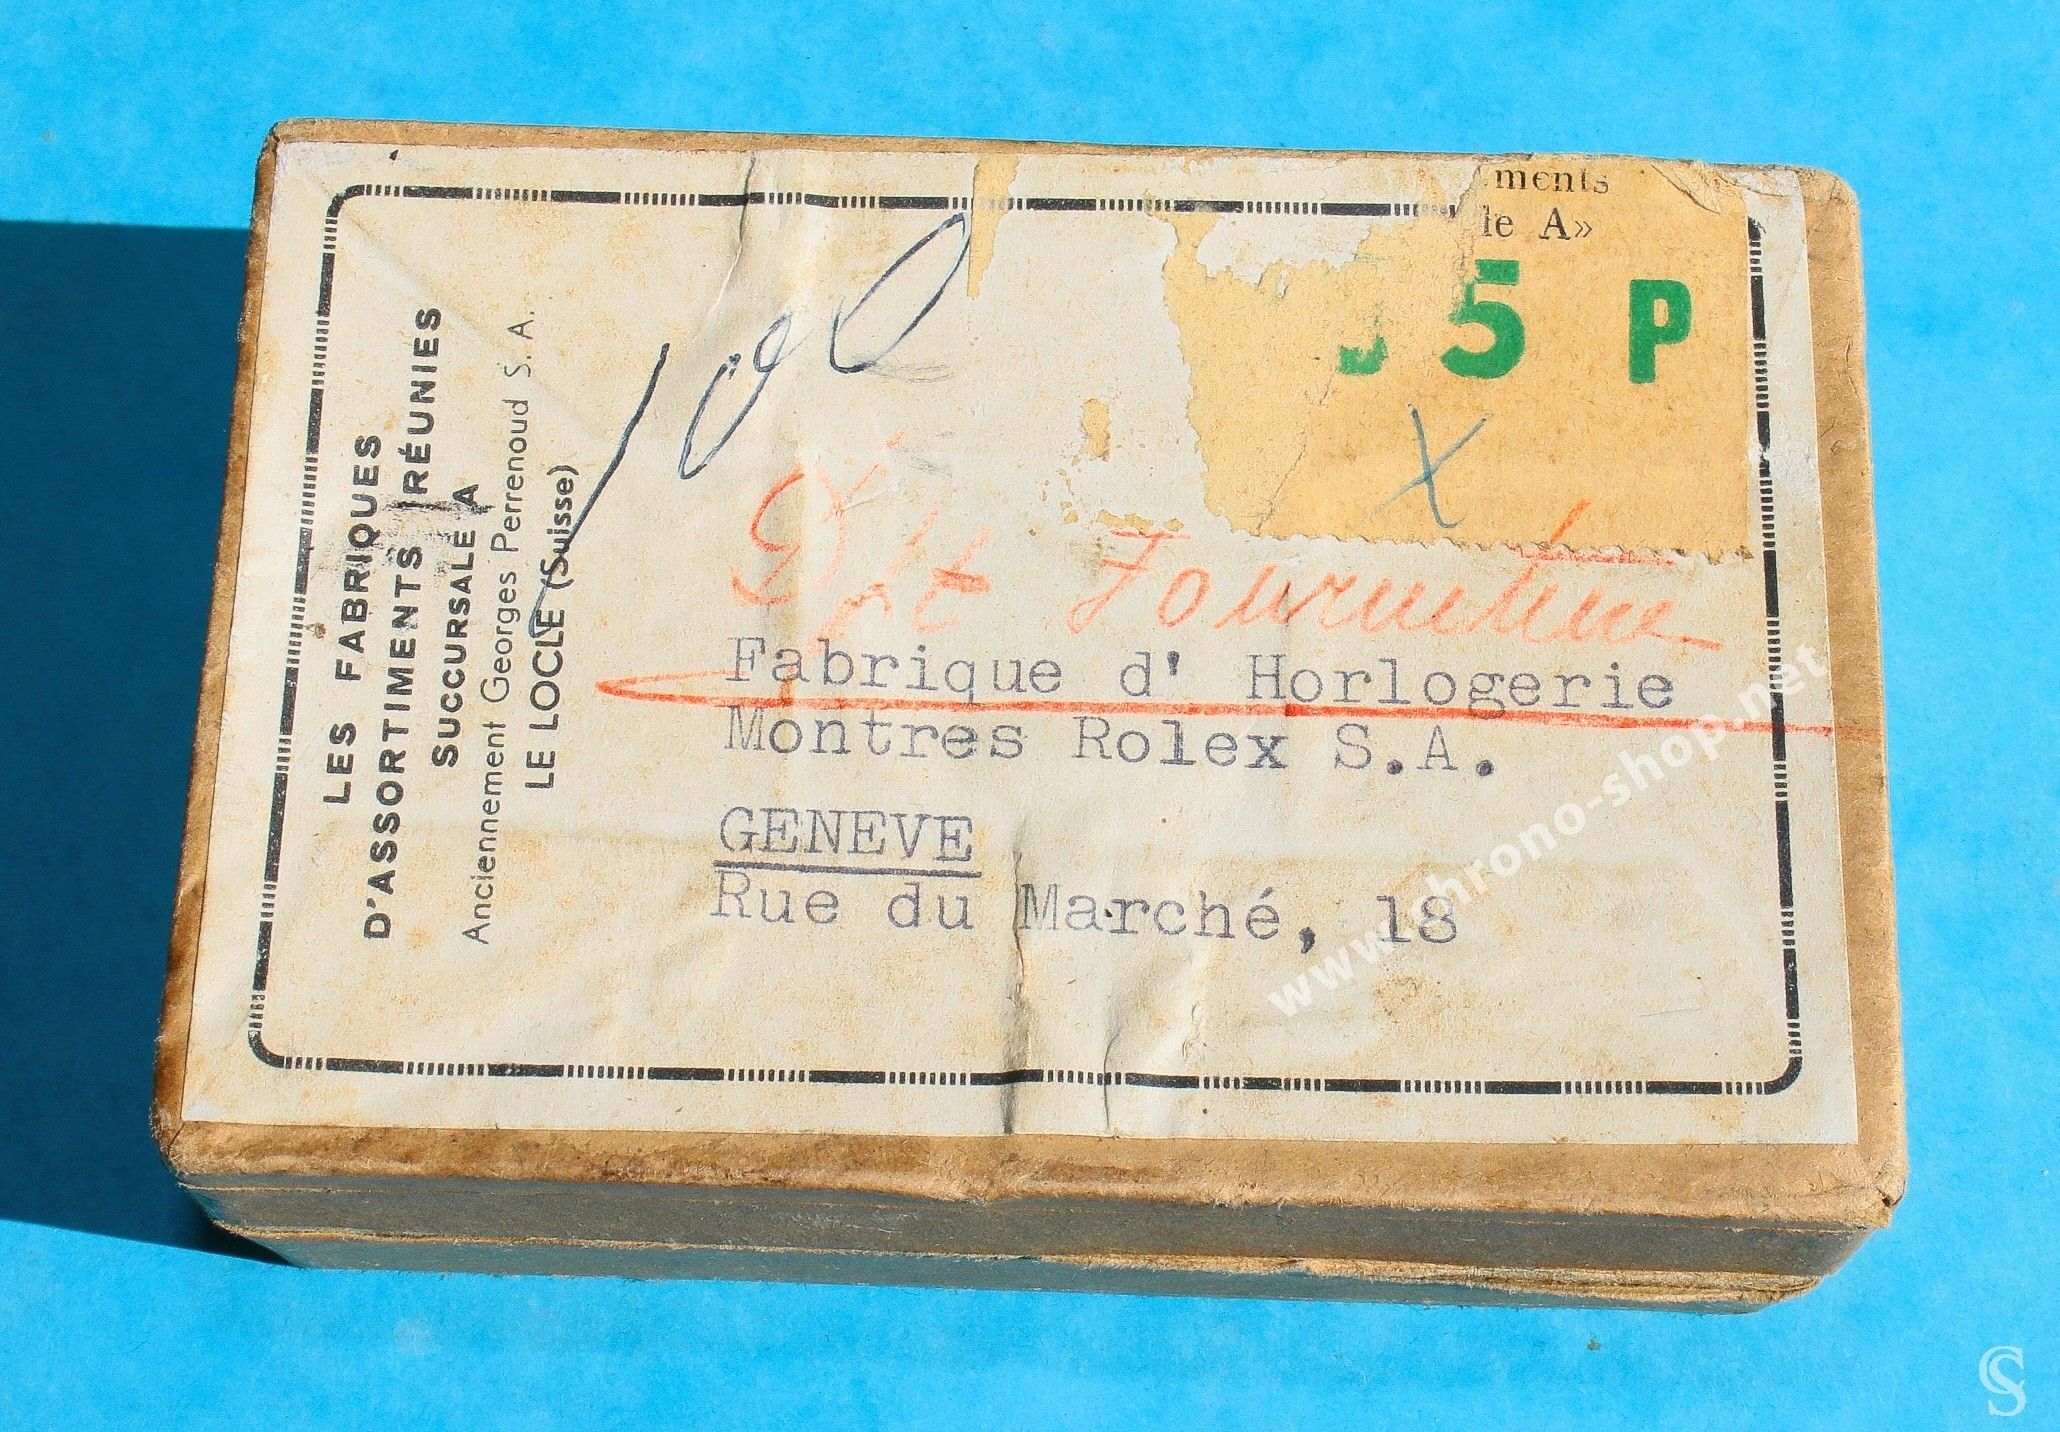 LES FABRIQUES
D'ASSORTIMENTS RÉUNIES
SUCCURSALE A
Anciennement Georges Perrenoud S. A.
LE LOCLE (Suisse)
ments
le A»
5 P
X
Fabrique d' Horlogerie
Montres Rolex S.A.
GENEVE
Rue du Marché, 18
www.chrono-shop.net